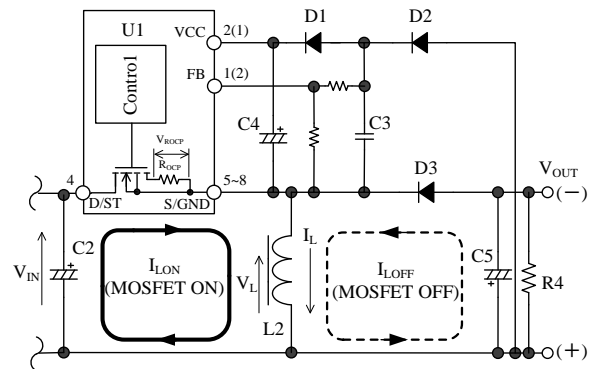 U1
VCC
2(1)
D1
D2
FB
1(2)
Control
C4
C3
VROCP
ROCP
4
D/ST
S/GND
5~8
D3
VOUT
(-)
C2
VIN
ILON
(MOSFET ON)
VL
IL
L2
ILOFF
(MOSFET OFF)
C5
R4
(+)